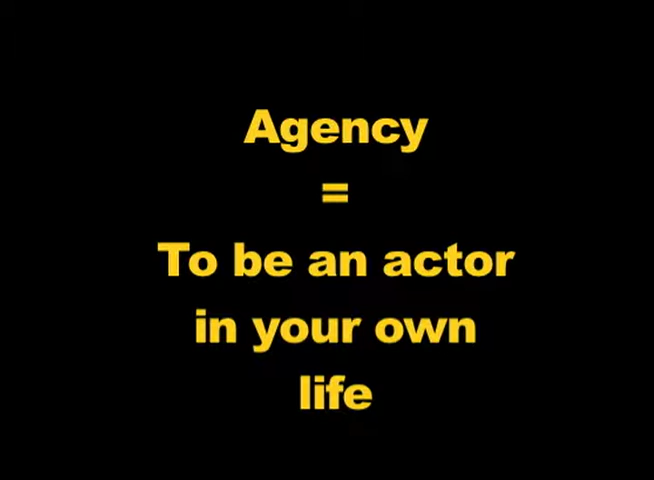 Agency
=
To be an actor
in your own
life